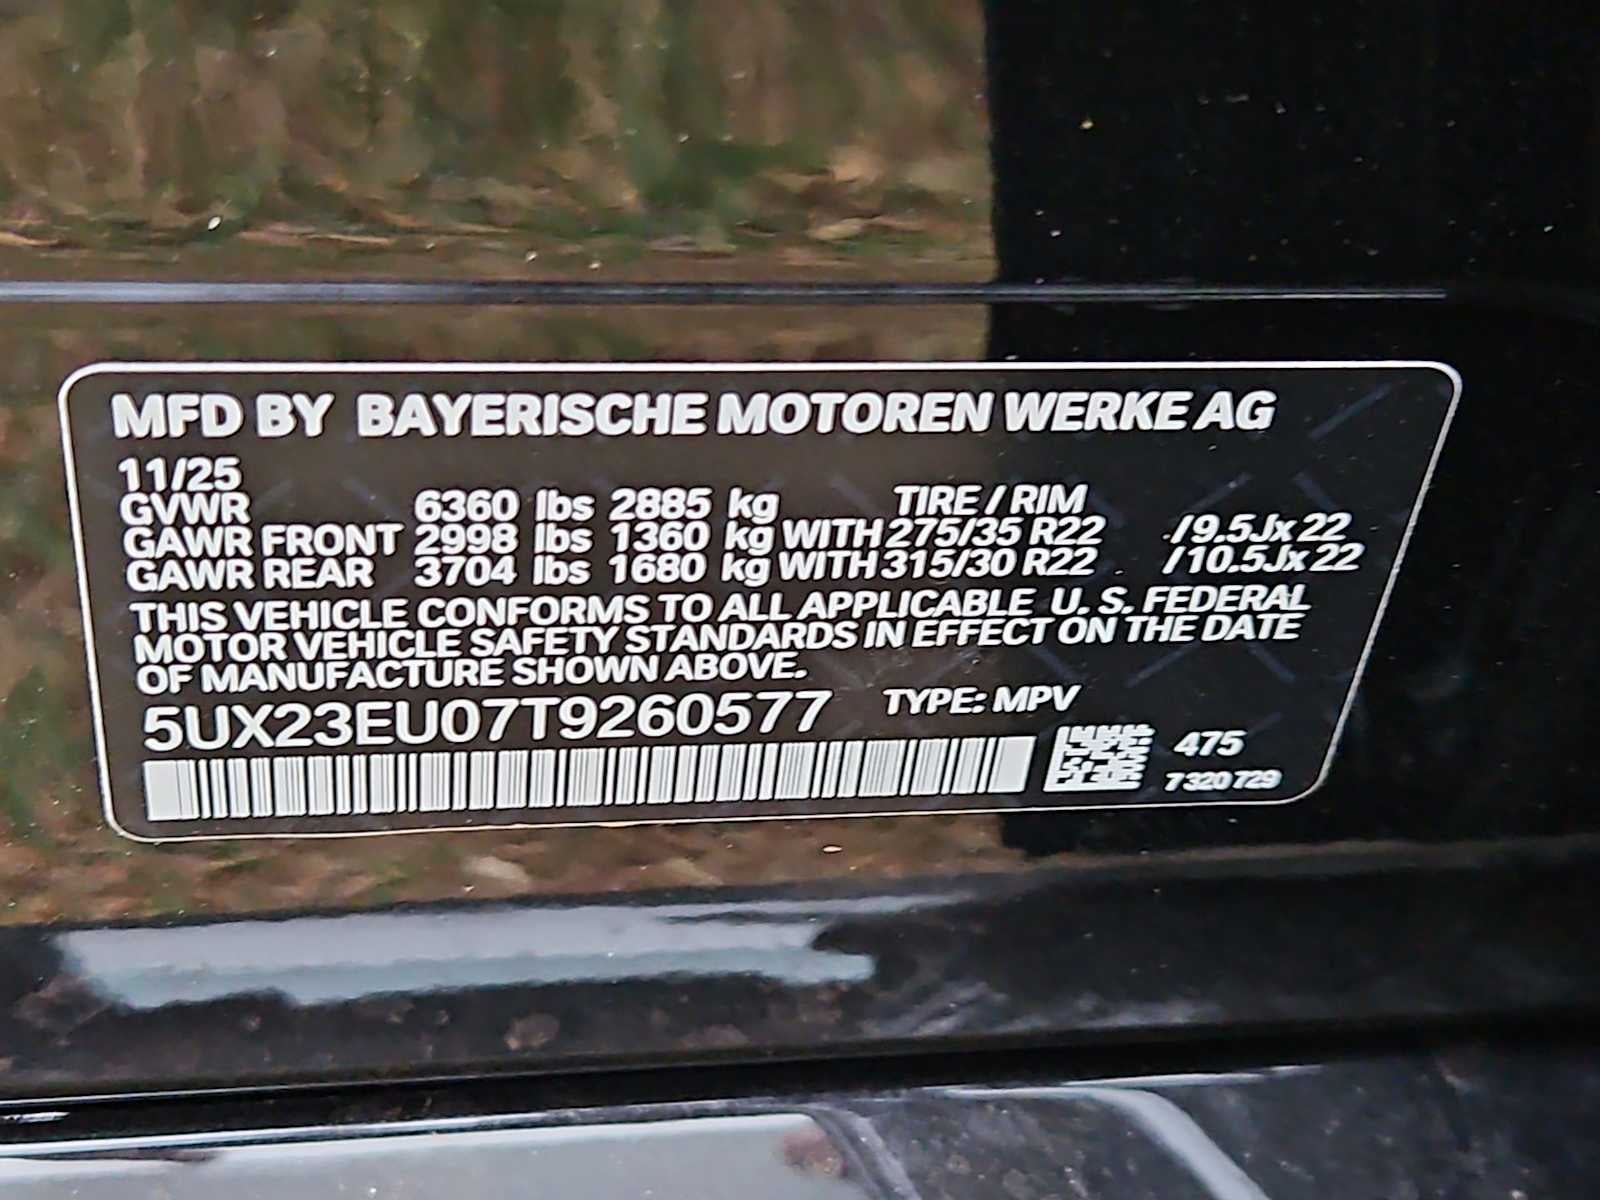 MFD BY BAYERISCHE MOTOREN WERKE AG
11/25
GVWR 6360 lbs 2885 kg TIRE / RIM
GAWR FRONT 2998 lbs 1360 kg WITH 275/35 R22 /9.5Jx22
GAWR REAR 3704 lbs 1680 kg WITH 315/30 R22 /10.5Jx22
THIS VEHICLE CONFORMS TO ALL APPLICABLE U. S. FEDERAL
MOTOR VEHICLE SAFETY STANDARDS IN EFFECT ON THE DATE
OF MANUFACTURE SHOWN ABOVE.
5UX23EU07T9260577 TYPE: MPV
475
7320729